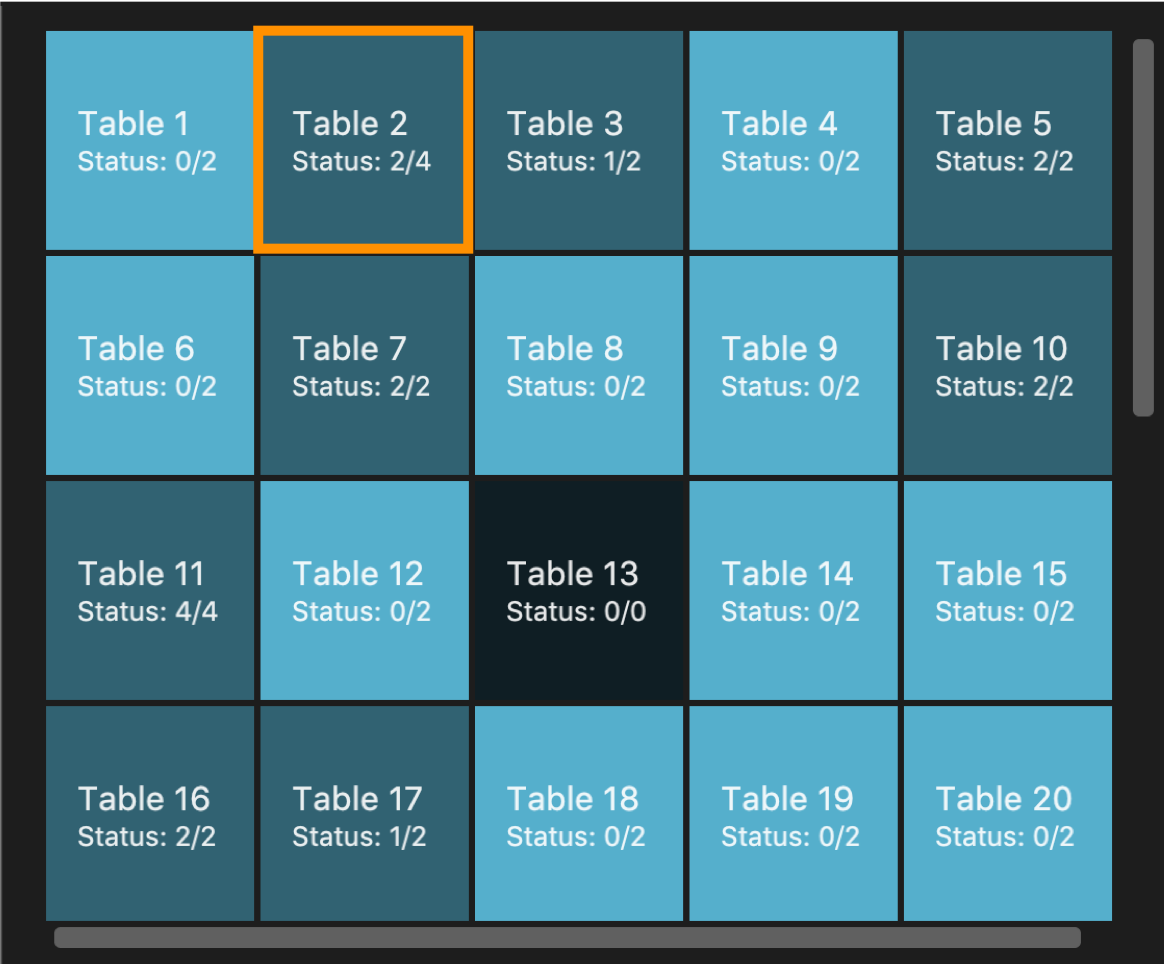 Table 1
Status: 0/2
Table 2
Status: 2/4
Table 3
Status: 1/2
Table 4
Status: 0/2
Table 5
Status: 2/2
Table 6
Status: 0/2
Table 7
Status: 2/2
Table 8
Status: 0/2
Table 9
Status: 0/2
Table 10
Status: 2/2
Table 11
Status: 4/4
Table 12
Status: 0/2
Table 13
Status: 0/0
Table 14
Status: 0/2
Table 15
Status: 0/2
Table 16
Status: 2/2
Table 17
Status: 1/2
Table 18
Status: 0/2
Table 19
Status: 0/2
Table 20
Status: 0/2